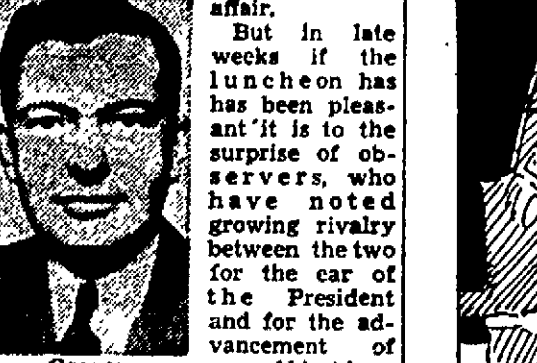 affair.
But in late
weeks if the
luncheon has
has been pleas-
ant it is to the
surprise of ob-
servers, who
have noted
growing rivalry
between the two
for the ear of
the President
and for the ad-
vancement of